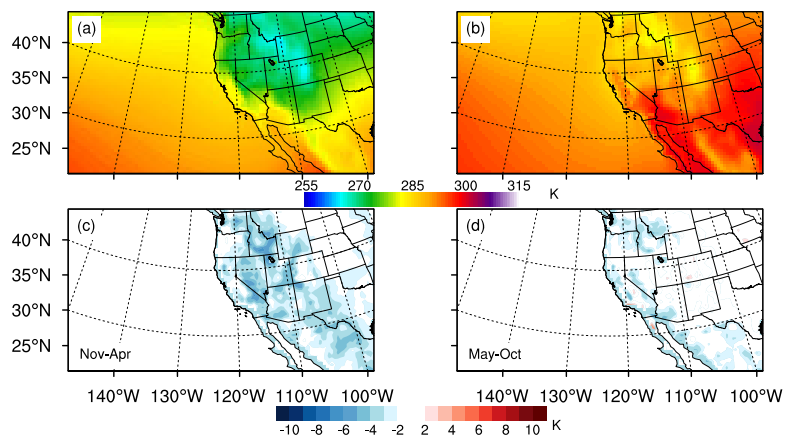 (a)
(b)
40°N
35°N
30°N
25°N
40°N
35°N
30°N
25°N
255 270 285 300 315 K
(c)
(d)
Nov-Apr
May-Oct
140°W 130°W 120°W 110°W 100°W
140°W 130°W 120°W 110°W 100°W
-10 -8 -6 -4 -2 2 4 6 8 10 K